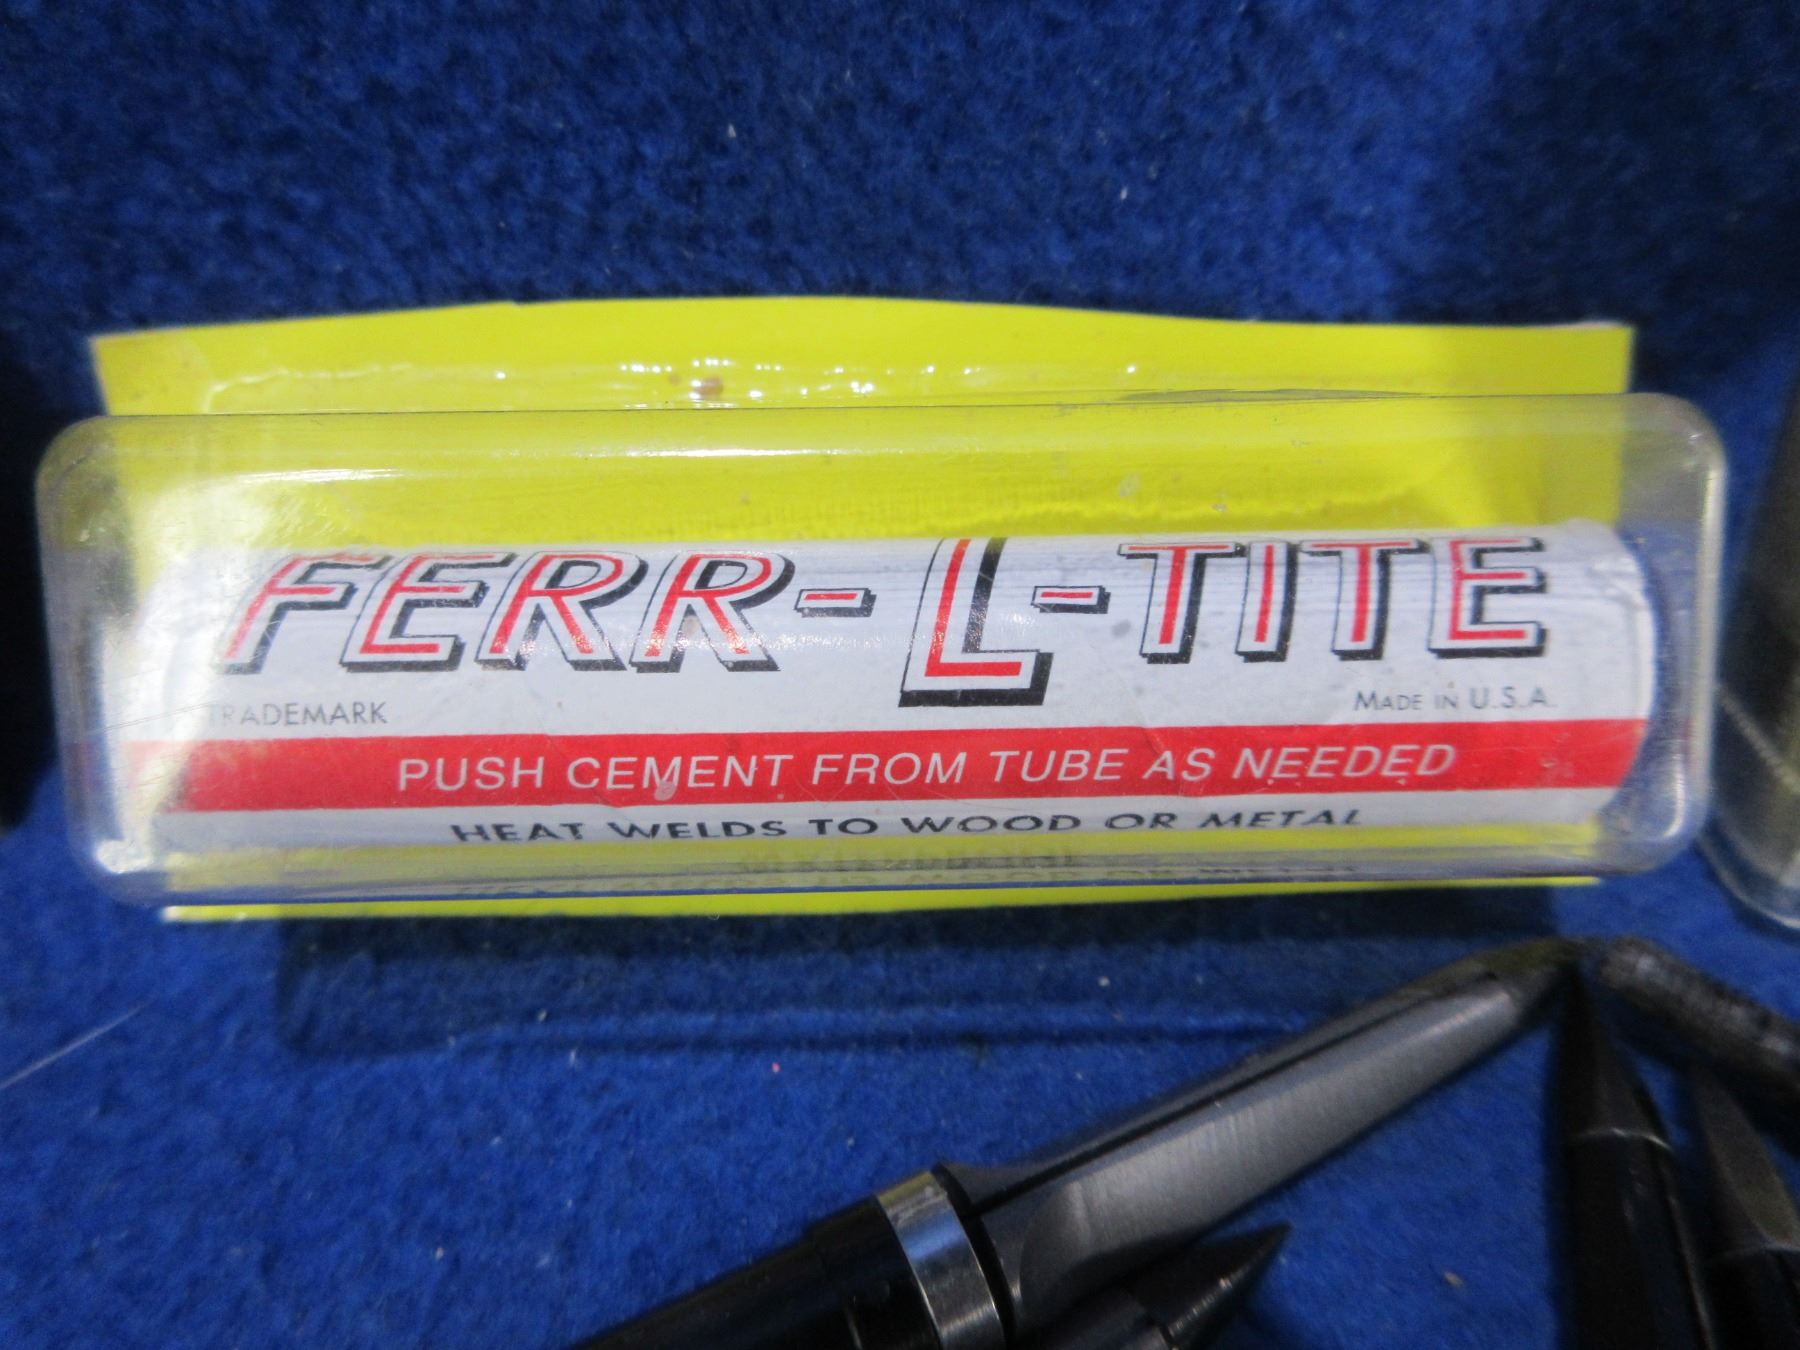 FERR-L-TITE
TRADEMARK
MADE IN U.S.A.
PUSH CEMENT FROM TUBE AS NEEDED
HEAT WELDS TO WOOD OR METAL